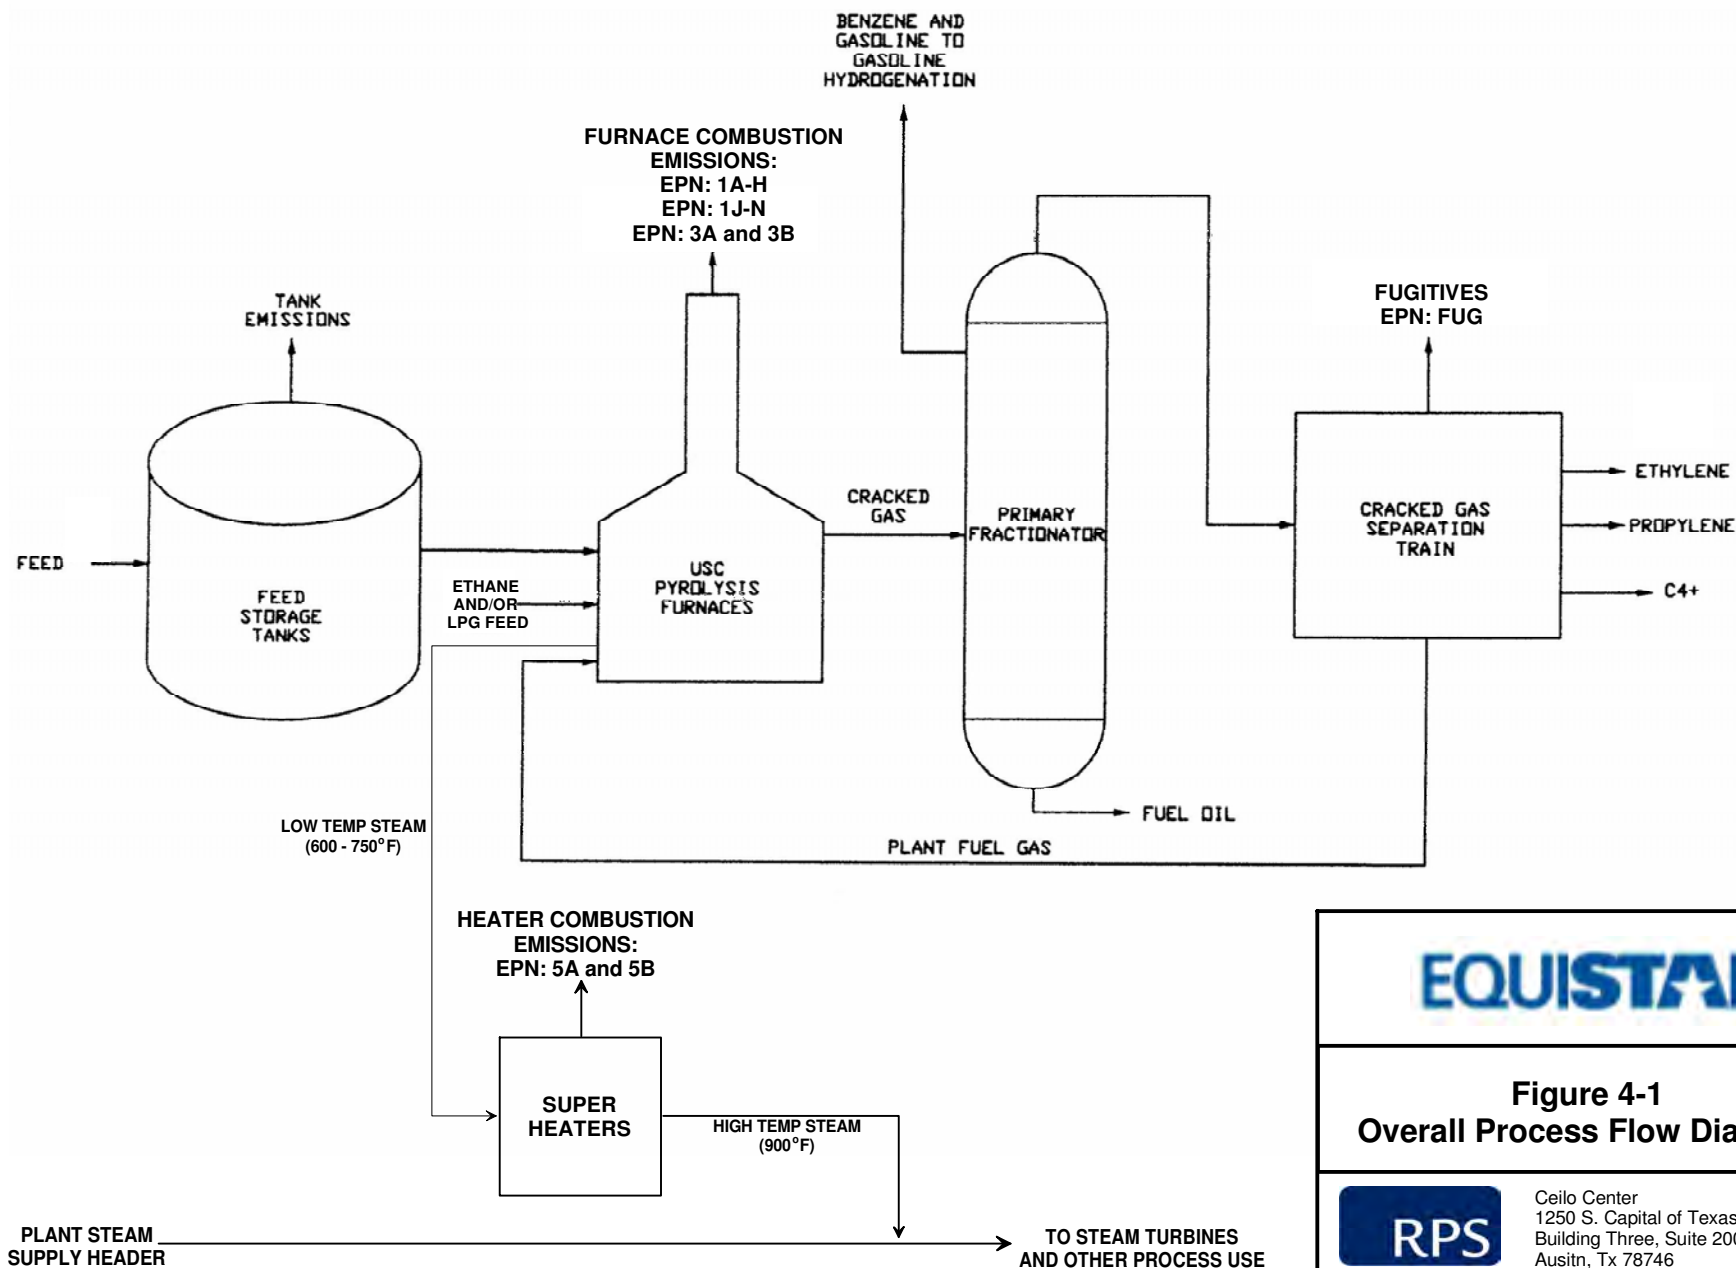 BENZENE AND
GASOLINE TO
GASOLINE
HYDROGENATION
FURNACE COMBUSTION
EMISSIONS:
EPN: 1A-H
EPN: 1J-N
EPN: 3A and 3B
TANK
EMISSIONS
FUGITIVES
EPN: FUG
FEED
FEED
STORAGE
TANKS
ETHANE
AND/OR
LPG FEED
USC
PYROLYSIS
FURNACES
CRACKED
GAS
PRIMARY
FRACTIONATOR
CRACKED GAS
SEPARATION
TRAIN
ETHYLENE
PROPYLENE
C4+
FUEL OIL
PLANT FUEL GAS
LOW TEMP STEAM
(600 - 750°F)
HEATER COMBUSTION
EMISSIONS:
EPN: 5A and 5B
SUPER
HEATERS
HIGH TEMP STEAM
(900°F)
PLANT STEAM
SUPPLY HEADER
TO STEAM TURBINES
AND OTHER PROCESS USE
EQUISTA
Figure 4-1
Overall Process Flow Dia
RPS
Ceilo Center
1250 S. Capital of Texas
Building Three, Suite 200
Ausitn, Tx 78746